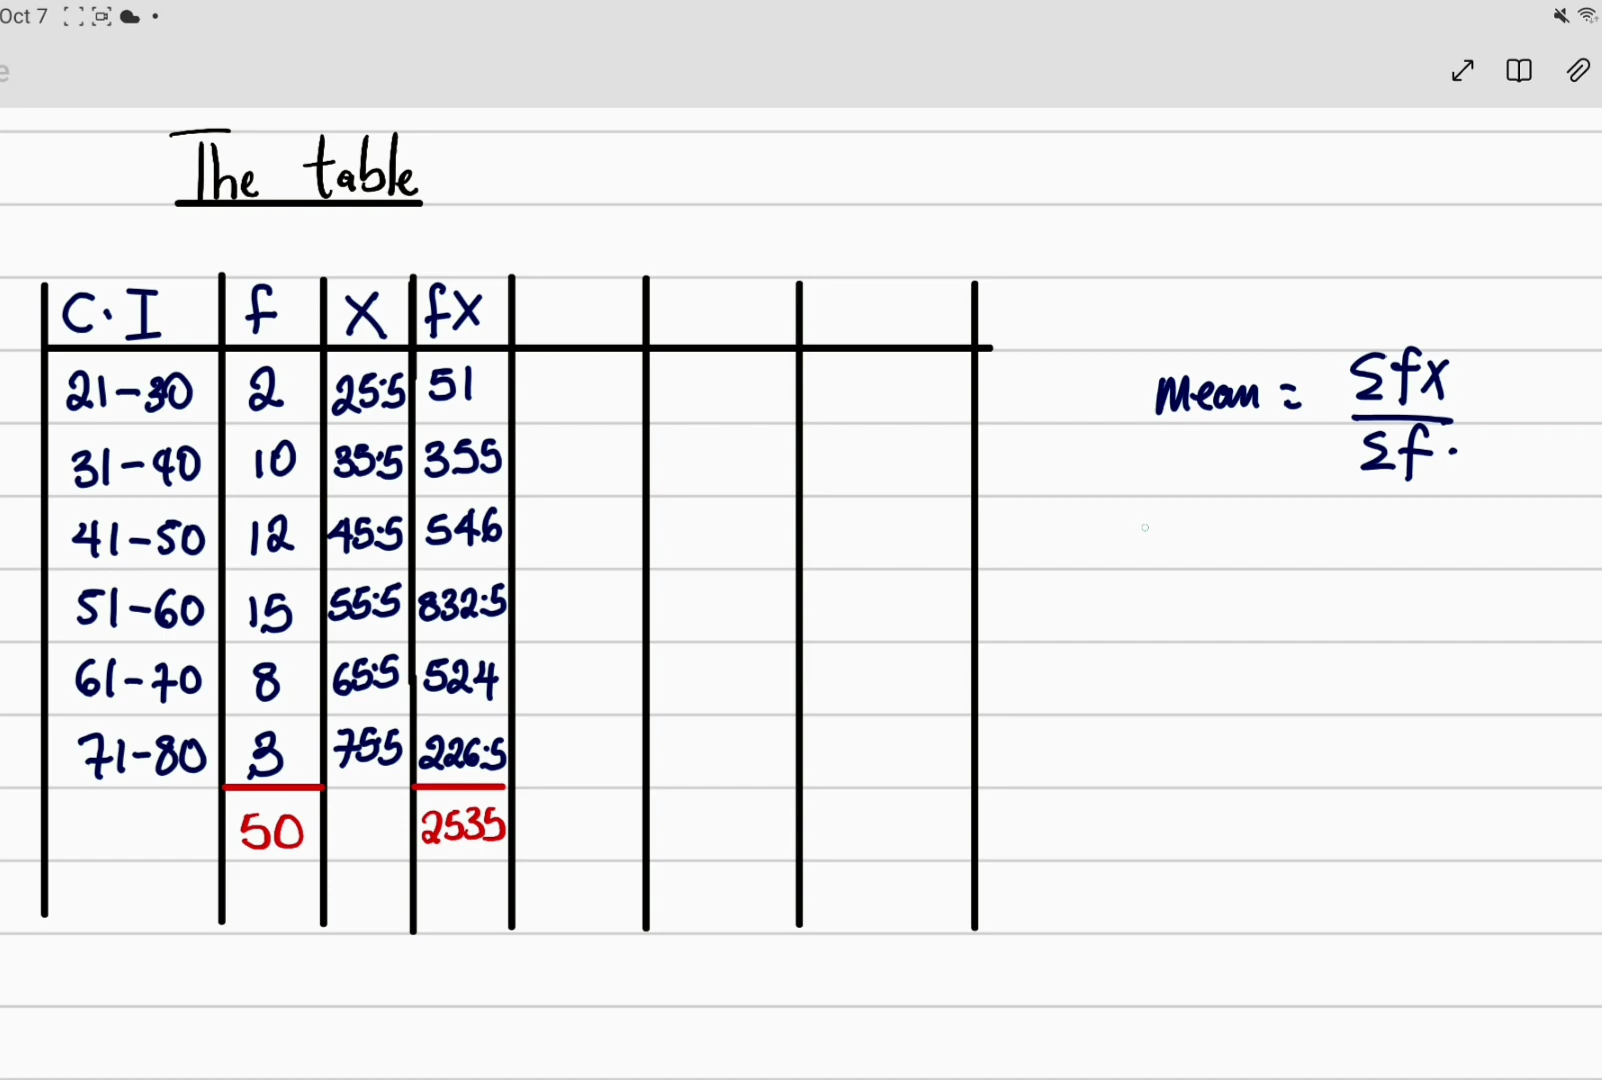 Oct 7
e
The table
C·I f X fX
21-30 2 25·5 51
Mean = Σfx
Σf.
31-40 10 35·5 355
41-50 12 45·5 546
51-60 15 55·5 832·5
61-70 8 65·5 524
71-80 3 75·5 226·5
50 2535